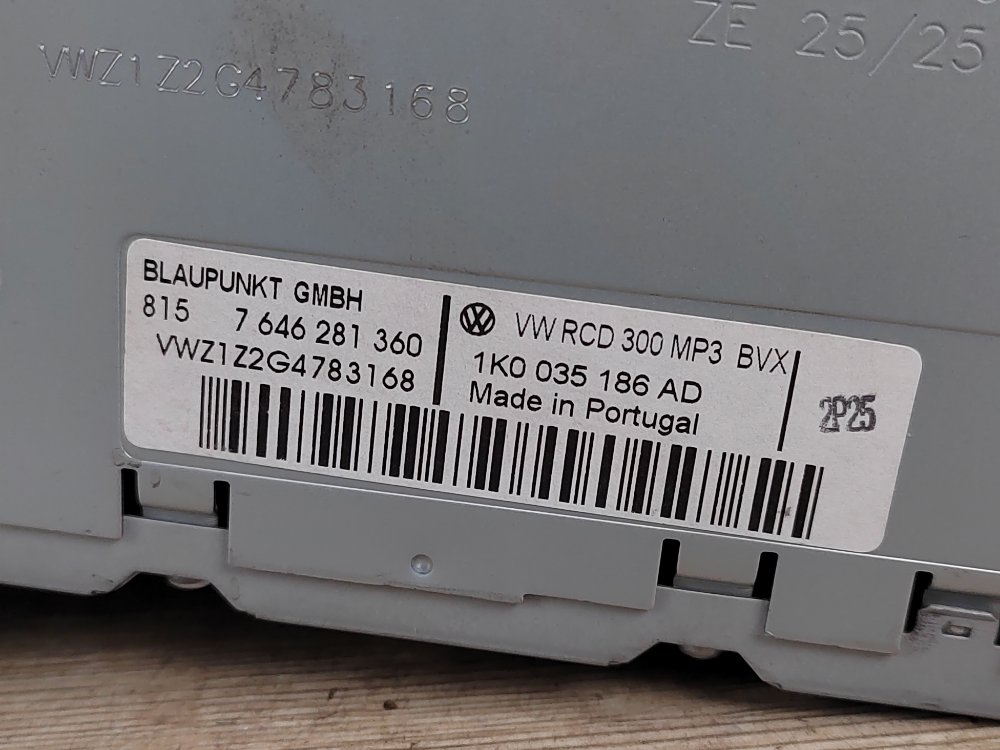 VWZ1Z2G4783168
ZE 25/25
BLAUPUNKT GMBH
815 7 646 281 360
VWZ1Z2G4783168
VW RCD 300 MP3 BVX
1K0 035 186 AD
Made in Portugal
2P25